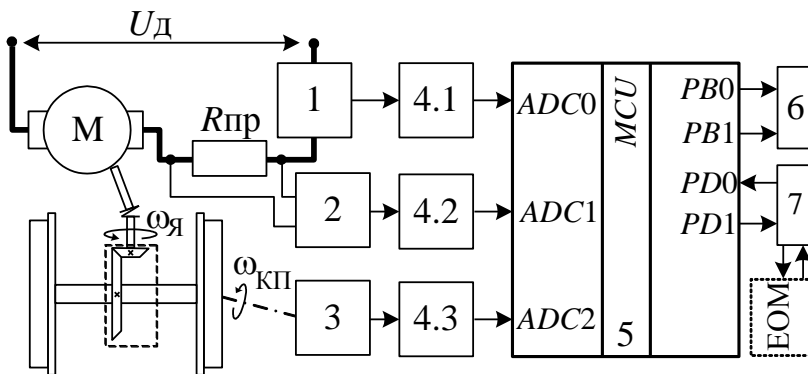 Uд
М
Rпр
1
4.1
ADC0
MCU
PB0
6
PB1
2
4.2
ADC1
PD0
7
PD1
ωЯ
ωКП
3
4.3
ADC2
5
ЕОМ